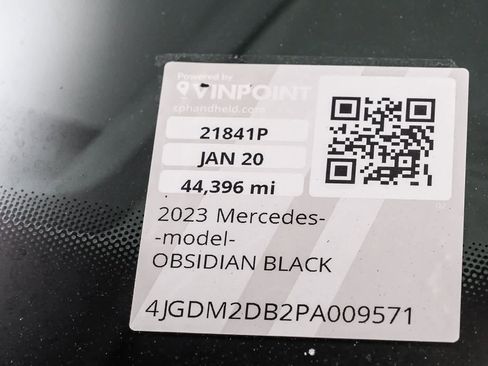 Powered by
VINPOINT
cphandheld.com
21841P
JAN 20
44,396 mi
2023 Mercedes-
-model-
OBSIDIAN BLACK
4JGDM2DB2PA009571